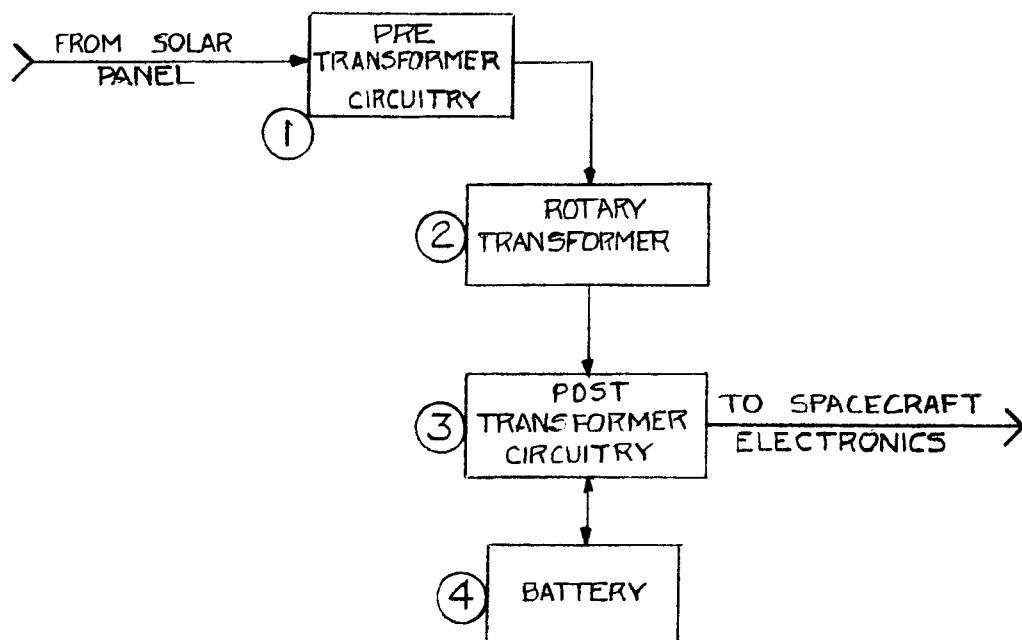 FROM SOLAR
PANEL
PRE
TRANSFORMER
CIRCUITRY
1
ROTARY
TRANSFORMER
2
POST
TRANSFORMER
CIRCUITRY
3
TO SPACECRAFT
ELECTRONICS
BATTERY
4